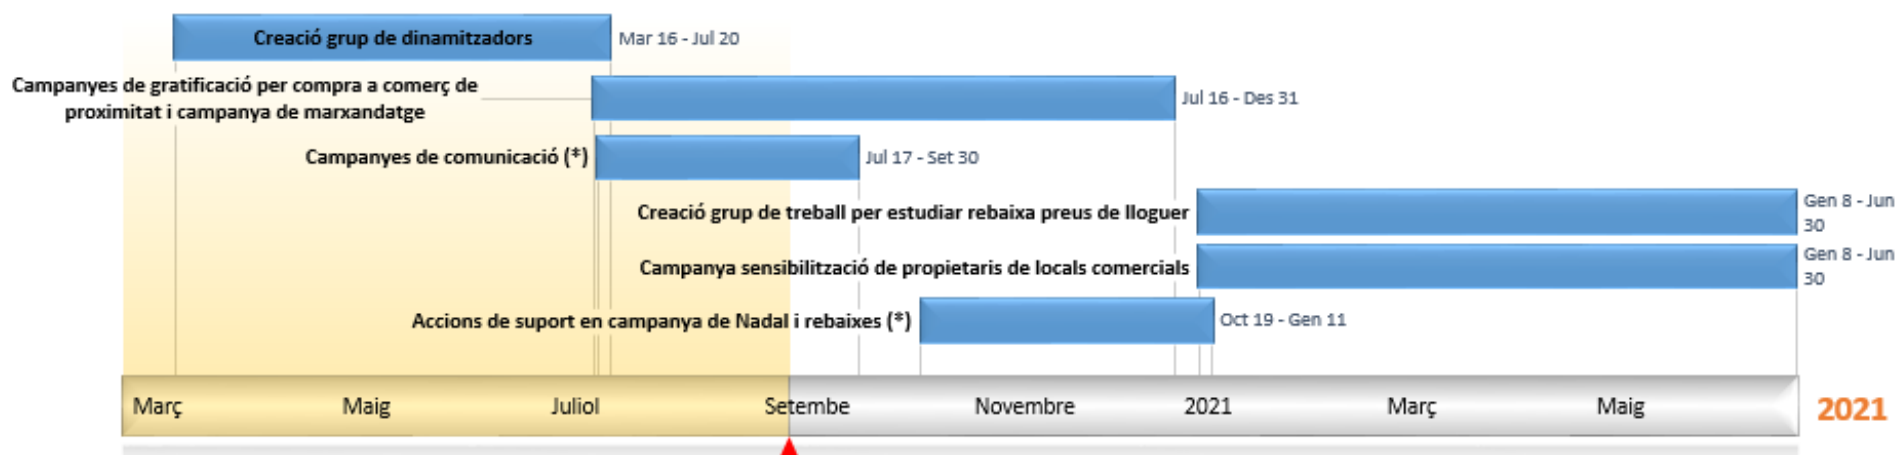 Creació grup de dinamitzadors
Mar 16 - Jul 20
Campanyes de gratificació per compra a comerç de
proximitat i campanya de marxandatge
Jul 16 - Des 31
Campanyes de comunicació (*)
Jul 17 - Set 30
Creació grup de treball per estudiar rebaixa preus de lloguer
Gen 8 - Jun
30
Campanya sensibilització de propietaris de locals comercials
Gen 8 - Jun
30
Accions de suport en campanya de Nadal i rebaixes (*)
Oct 19 - Gen 11
Març Maig Juliol Setembe Novembre 2021 Març Maig 2021